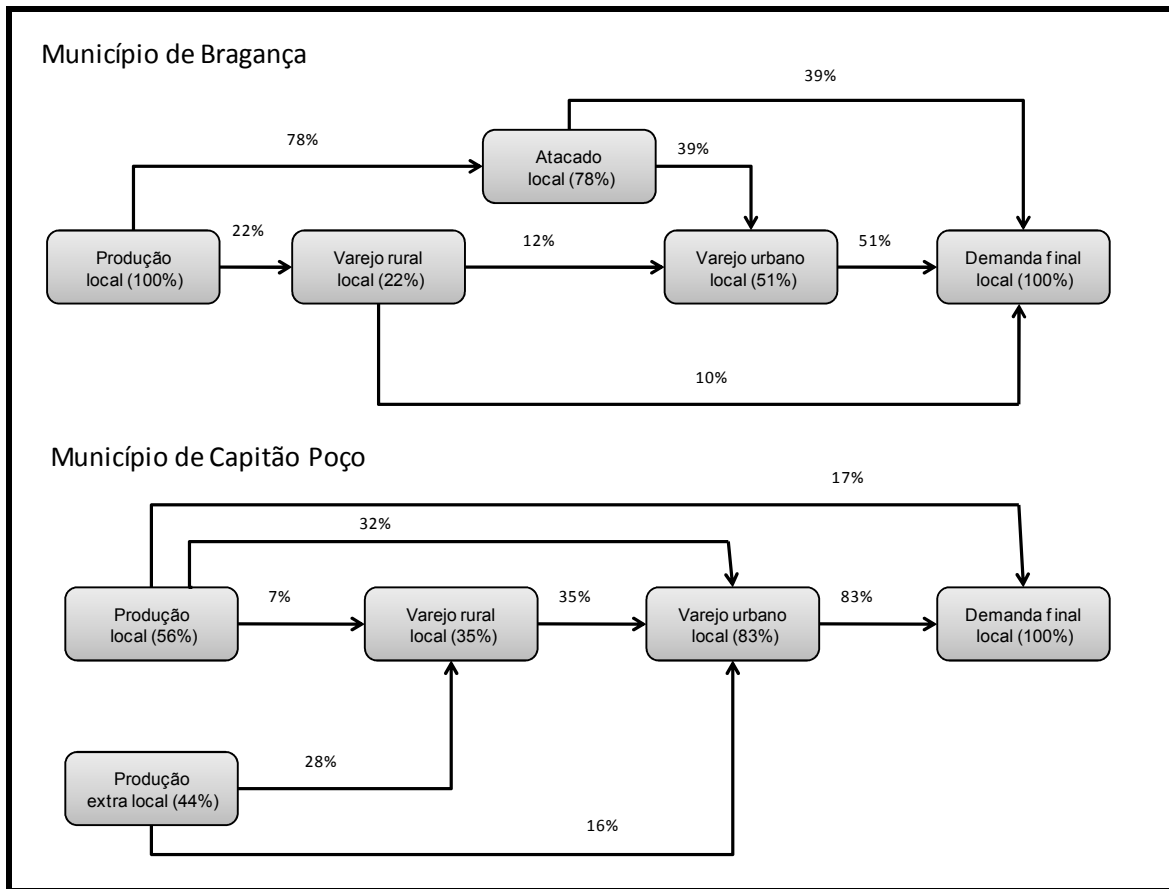 Município de Bragança
39%
78%
Atacado
local (78%)
39%
22%
12%
51%
Produção
local (100%)
Varejo rural
local (22%)
Varejo urbano
local (51%)
Demanda final
local (100%)
10%
Município de Capitão Poço
17%
32%
7%
35%
83%
Produção
local (56%)
Varejo rural
local (35%)
Varejo urbano
local (83%)
Demanda final
local (100%)
28%
Produção
extra local (44%)
16%